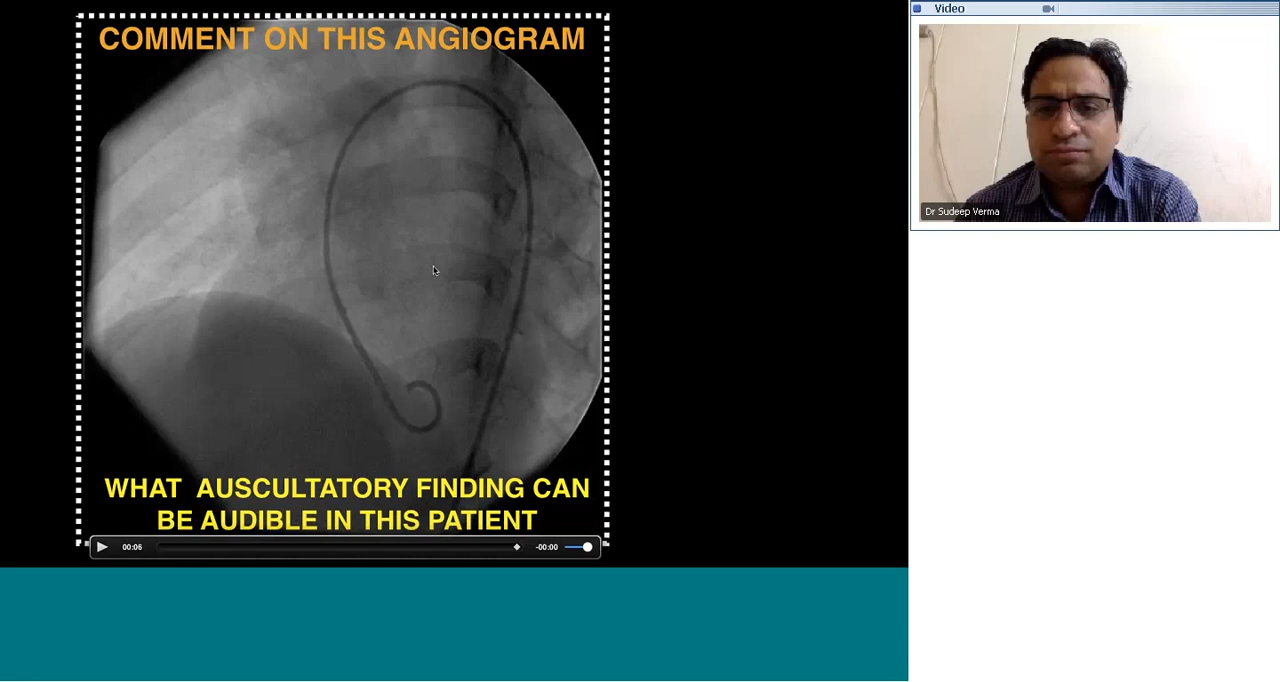 COMMENT ON THIS ANGIOGRAM
WHAT AUSCULTATORY FINDING CAN
BE AUDIBLE IN THIS PATIENT
00:06
-00:00
Video
Dr Sudeep Verma